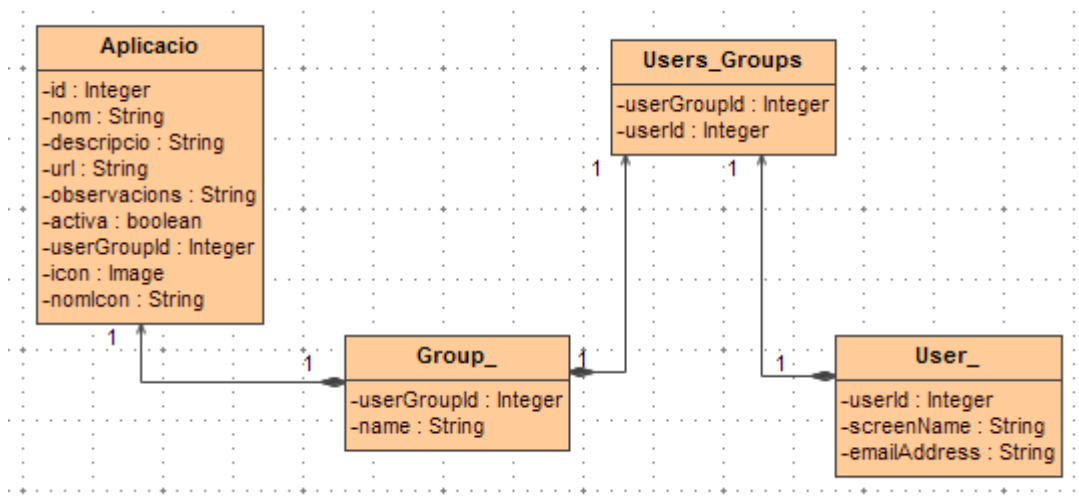 Aplicacio
-id : Integer
-nom : String
-descripcio : String
-url : String
-observacions : String
-activa : boolean
-userGroupId : Integer
-icon : Image
-nomIcon : String
1
Users_Groups
-userGroupId : Integer
-userId : Integer
1
1
Group_
-userGroupId : Integer
-name : String
1
1
User_
-userId : Integer
-screenName : String
-emailAddress : String
1